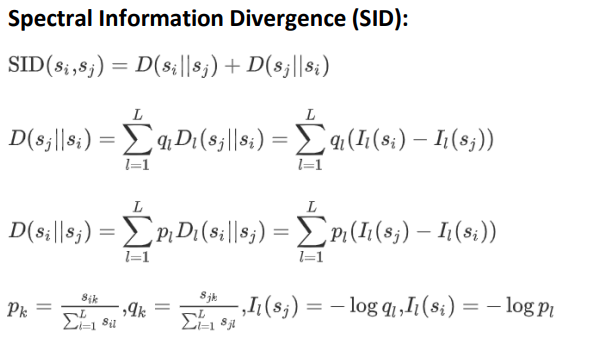 Spectral Information Divergence (SID):
SID(s_i,s_j) = D(s_i||s_j) + D(s_j||s_i)
D(s_j||s_i) = \sum_{l=1}^{L} q_l D_l(s_j||s_i) = \sum_{l=1}^{L} q_l(I_l(s_i) − I_l(s_j))
D(s_i||s_j) = \sum_{l=1}^{L} p_l D_l(s_i||s_j) = \sum_{l=1}^{L} p_l(I_l(s_j) − I_l(s_i))
p_k = \frac{s_{ik}}{\sum_{l=1}^{L} s_{il}},q_k = \frac{s_{jk}}{\sum_{l=1}^{L} s_{jl}},I_l(s_j) = − log q_l,I_l(s_i) = − log p_l